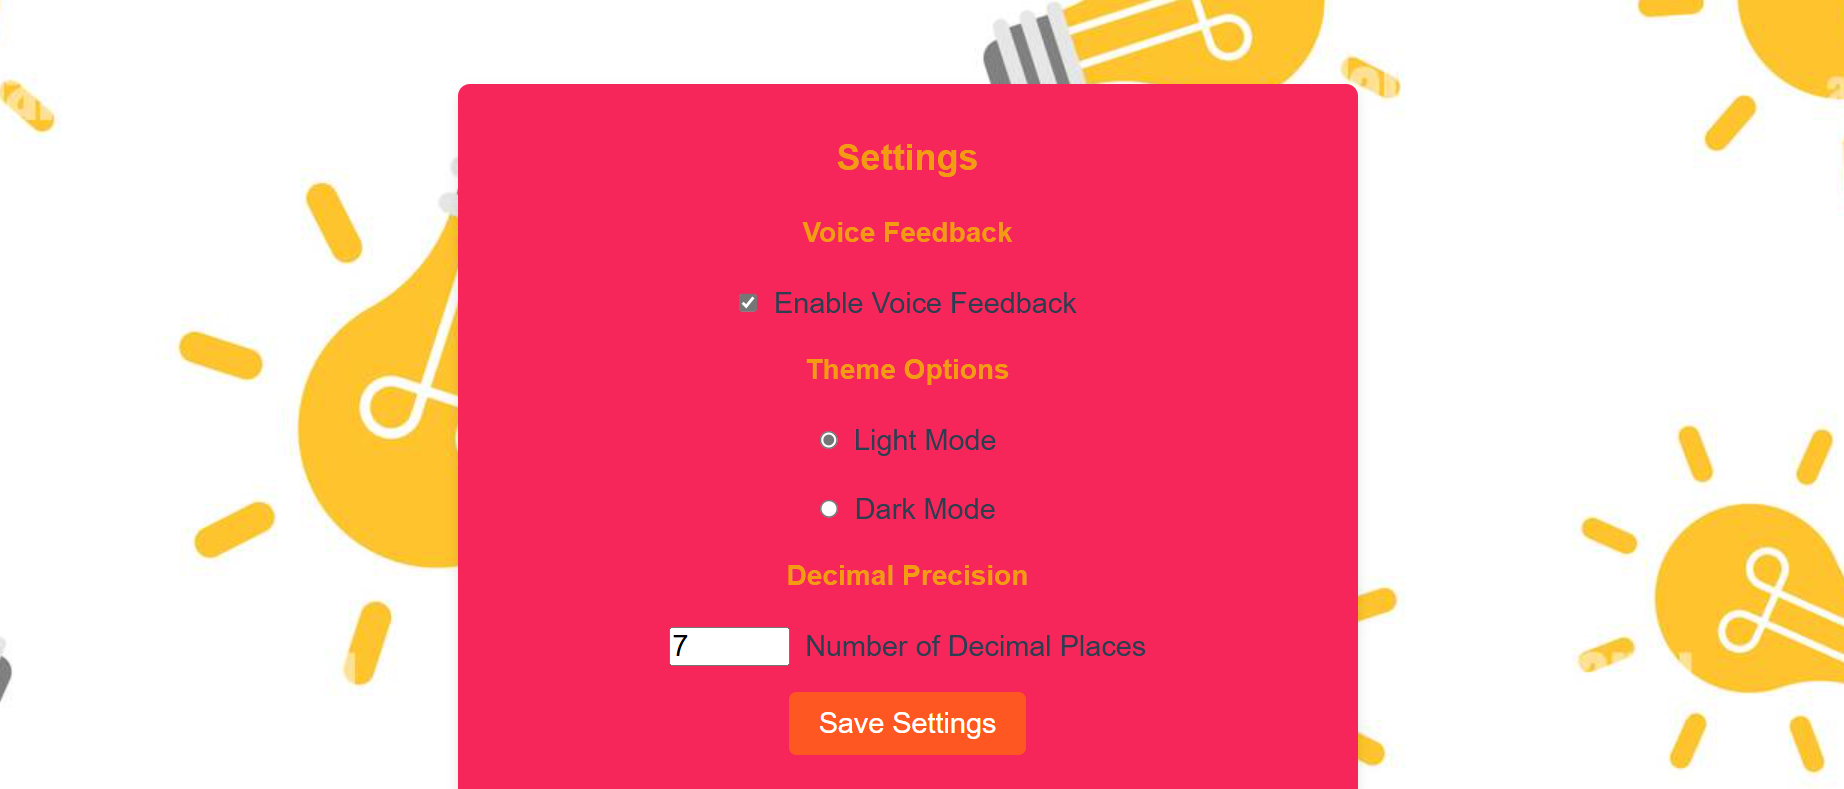 Settings
Voice Feedback
Enable Voice Feedback
Theme Options
Light Mode
Dark Mode
Decimal Precision
7 Number of Decimal Places
Save Settings